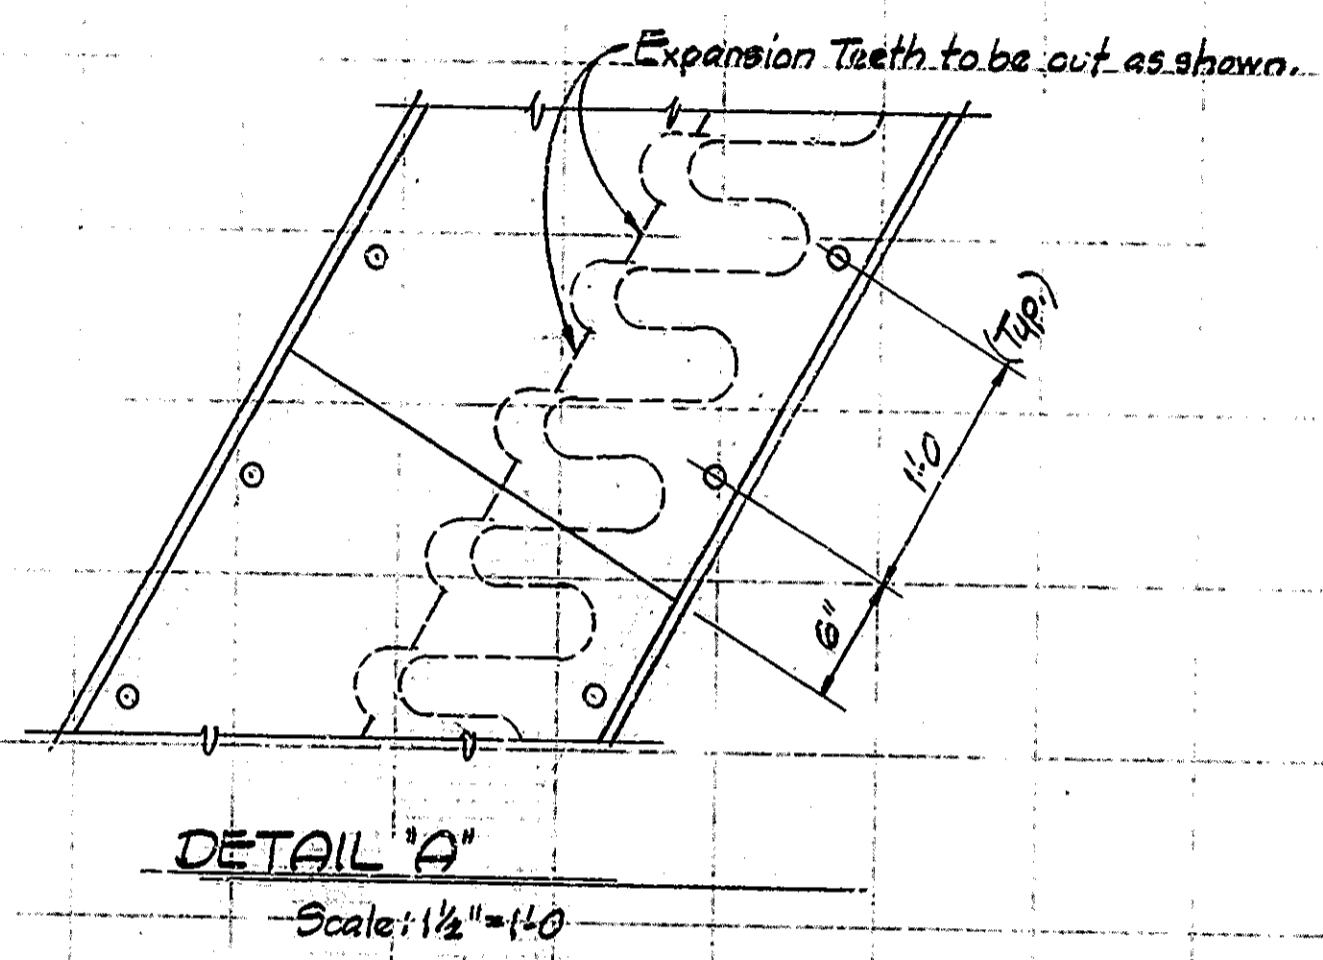 Expansion Teeth to be cut as shown.
(Typ.)
1'-0
6"
DETAIL "A"
Scale: 1½" = 1'-0